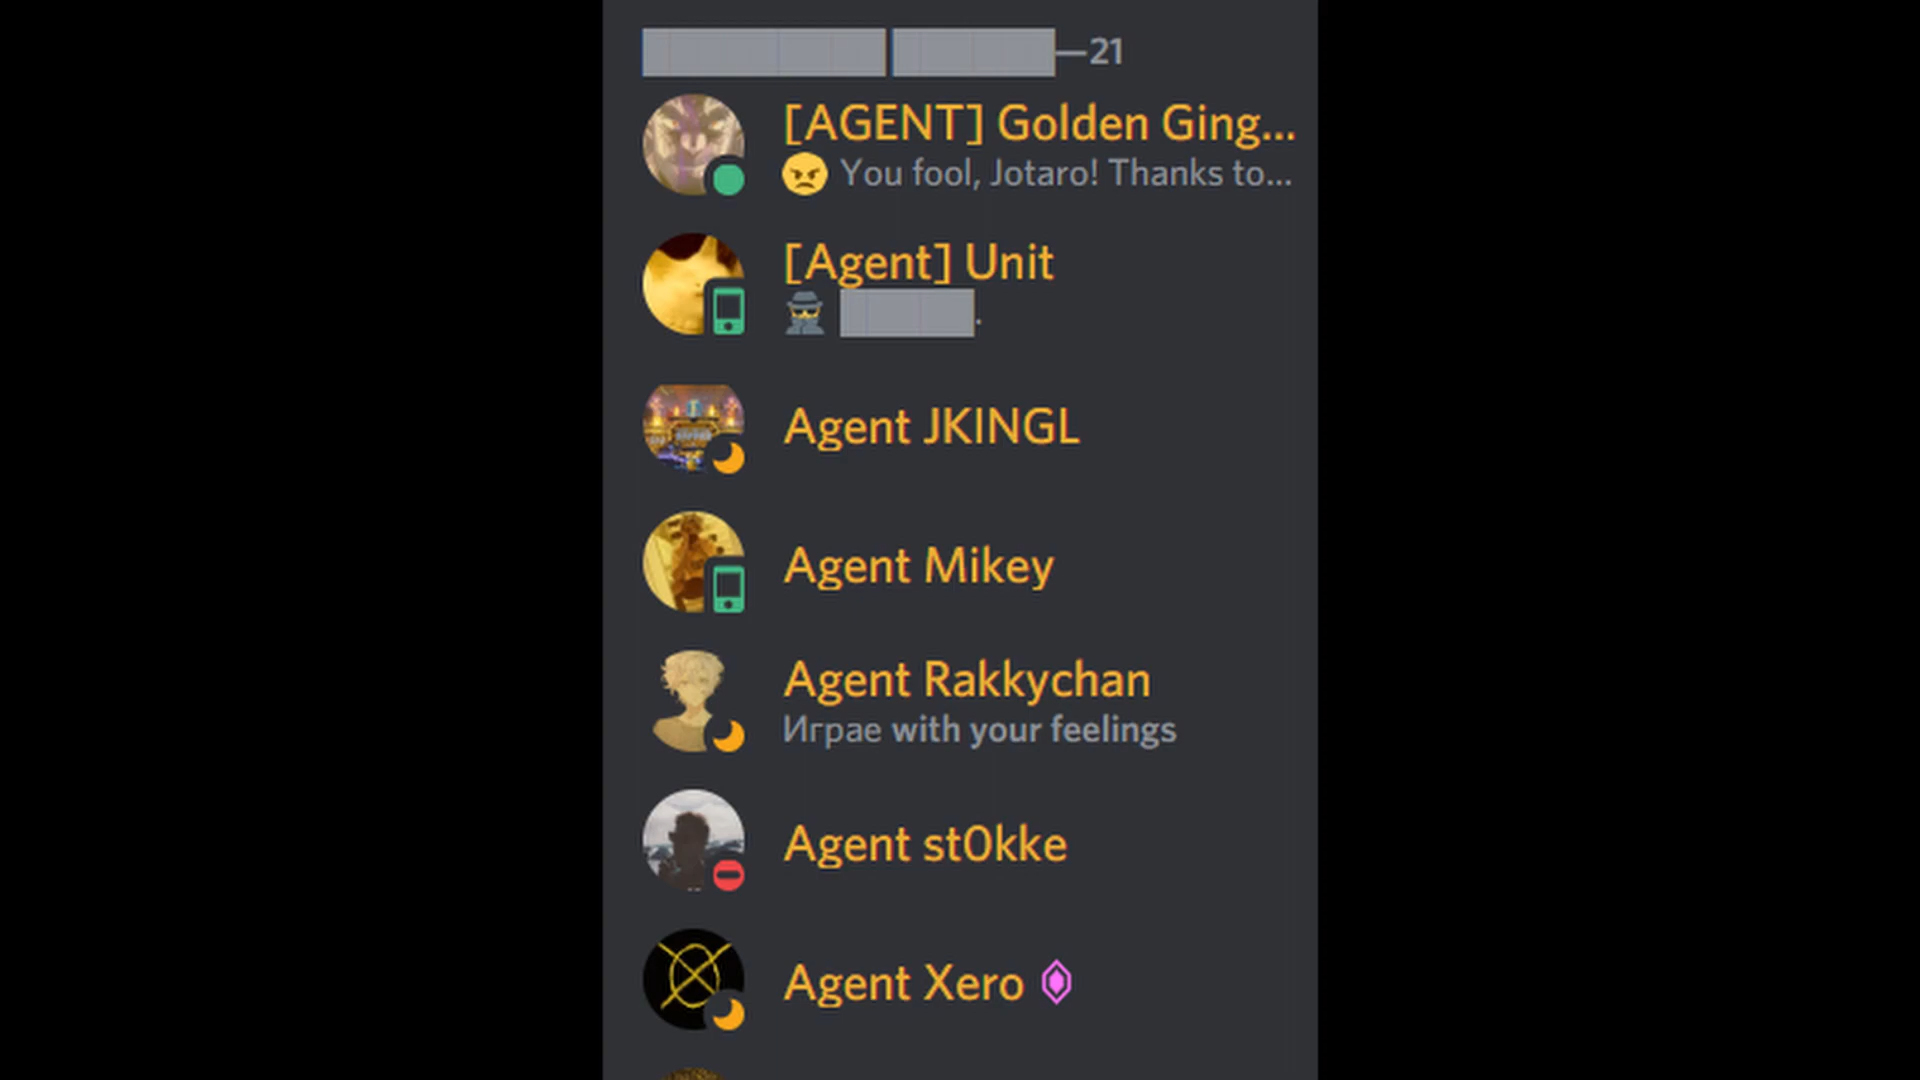 —21
[AGENT] Golden Ging...
You fool, Jotaro! Thanks to...
[Agent] Unit
.
Agent JKINGL
Agent Mikey
Agent Rakkychan
Играе with your feelings
Agent st0kke
Agent Xero